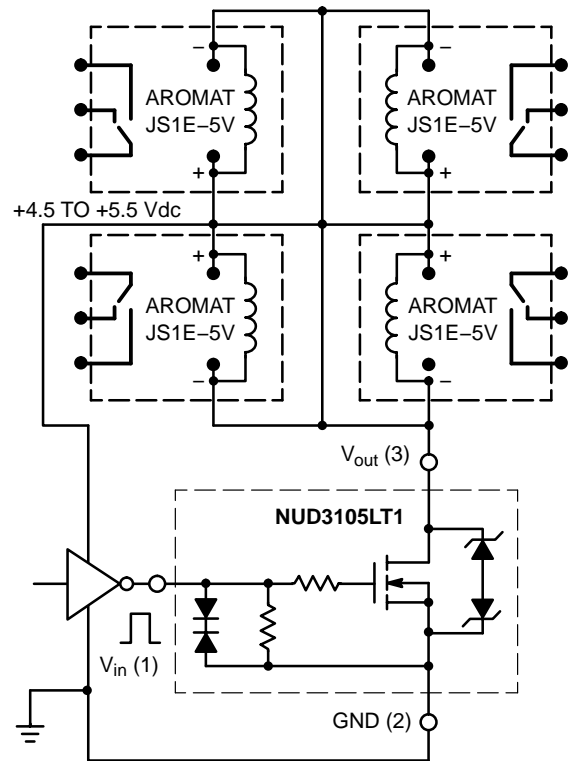 − −
AROMAT AROMAT
JS1E−5V JS1E−5V
+ +
+4.5 TO +5.5 Vdc
+ +
AROMAT AROMAT
JS1E−5V JS1E−5V
− −
Vout (3)
NUD3105LT1
Vin (1)
GND (2)